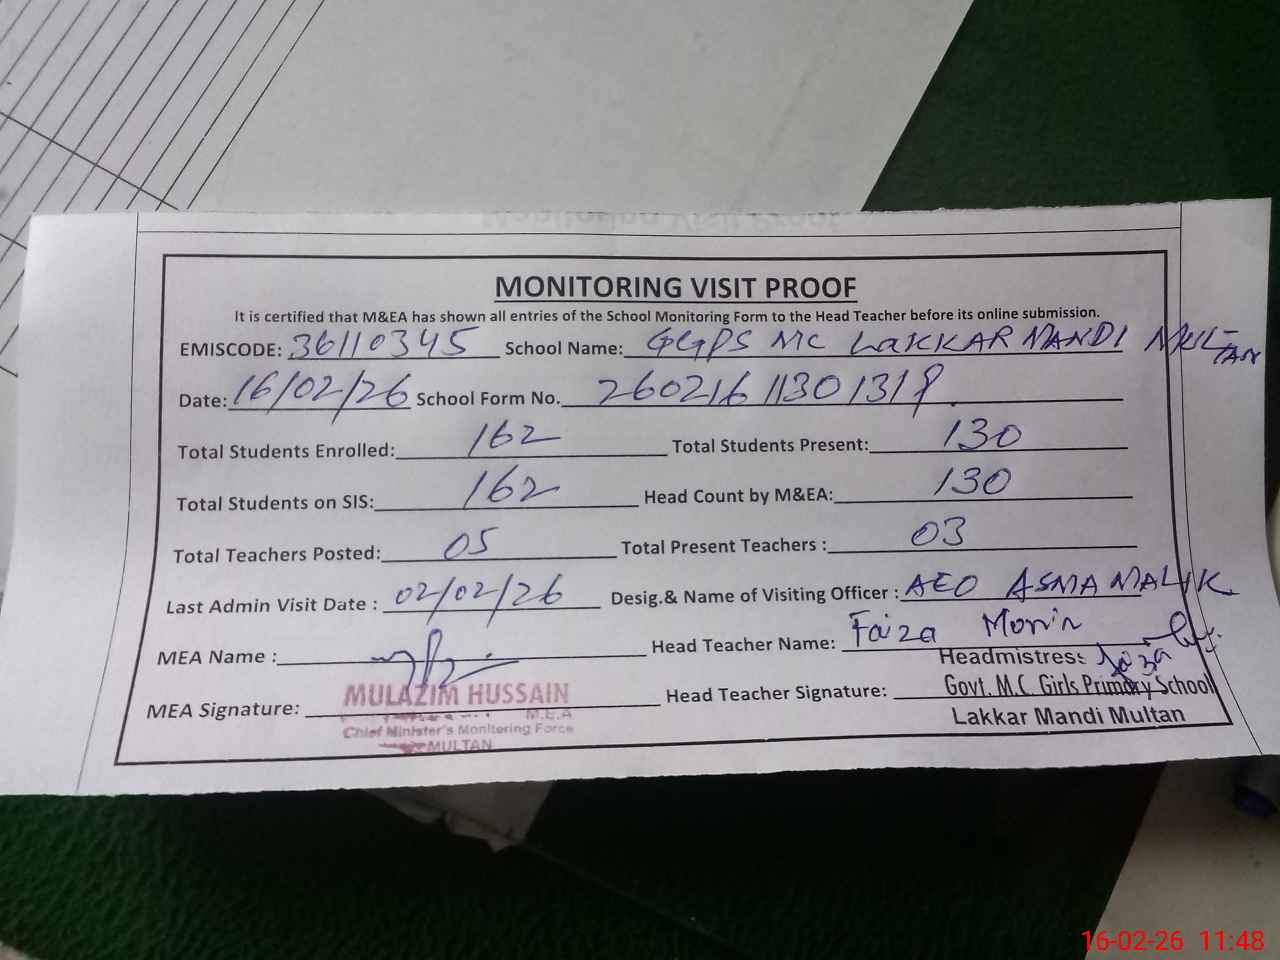 MONITORING VISIT PROOF
It is certified that M&EA has shown all entries of the School Monitoring Form to the Head Teacher before its online submission.
EMISCODE: 36110345 School Name: GGPS MC LAKKAR MANDI MULTAN
Date: 16/02/26 School Form No. 2602161130131
Total Students Enrolled: 162 Total Students Present: 130
Total Students on SIS: 162 Head Count by M&EA: 130
Total Teachers Posted: 05 Total Present Teachers : 03
Last Admin Visit Date : 02/02/26 Desig.& Name of Visiting Officer : AEO ASMA MALIK
MEA Name : Head Teacher Name: Faiza
MEA Signature: MULAZIM HUSSAIN Head Teacher Signature: Headmistress
M.E.A Govt. M.C Girls Primary School
Chief Minister's Monitoring Force Lakkar Mandi Multan
MULTAN
16-02-26 11:48